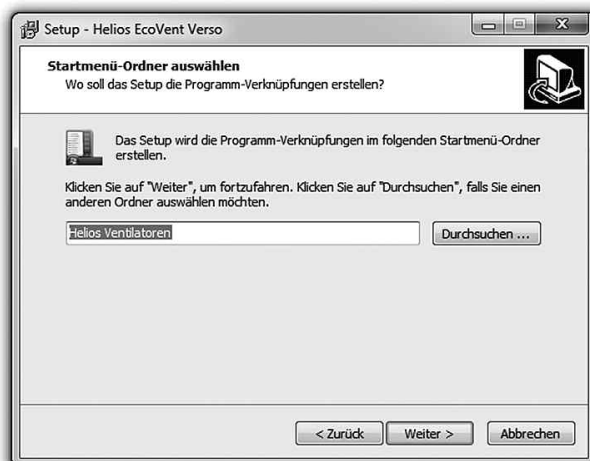 Setup - Helios EcoVent Verso
Startmenü-Ordner auswählen
Wo soll das Setup die Programm-Verknüpfungen erstellen?
Das Setup wird die Programm-Verknüpfungen im folgenden Startmenü-Ordner
erstellen.
Klicken Sie auf "Weiter", um fortzufahren. Klicken Sie auf "Durchsuchen", falls Sie einen
anderen Ordner auswählen möchten.
Helios Ventilatoren
Durchsuchen ...
< Zurück
Weiter >
Abbrechen